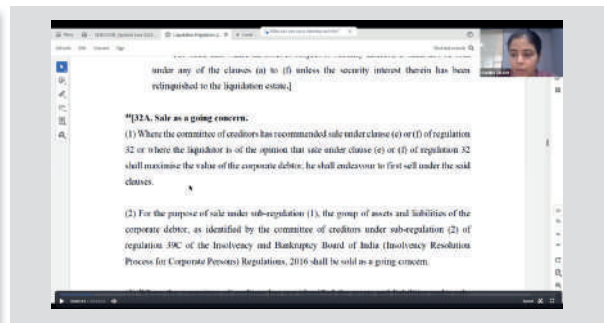 under any of the clauses (a) to (f) unless the security interest therein has been
relinquished to the liquidation estate.]
[32A. Sale as a going concern.
(1) Where the committee of creditors has recommended sale under clause (e) or (f) of regulation
32 or where the liquidator is of the opinion that sale under clause (e) or (f) of regulation 32
shall maximise the value of the corporate debtor, he shall endeavour to first sell under the said
clauses.
(2) For the purpose of sale under sub-regulation (1), the group of assets and liabilities of the
corporate debtor, as identified by the committee of creditors under sub-regulation (2) of
regulation 39C of the Insolvency and Bankruptcy Board of India (Insolvency Resolution
Process for Corporate Persons) Regulations, 2016 shall be sold as a going concern.